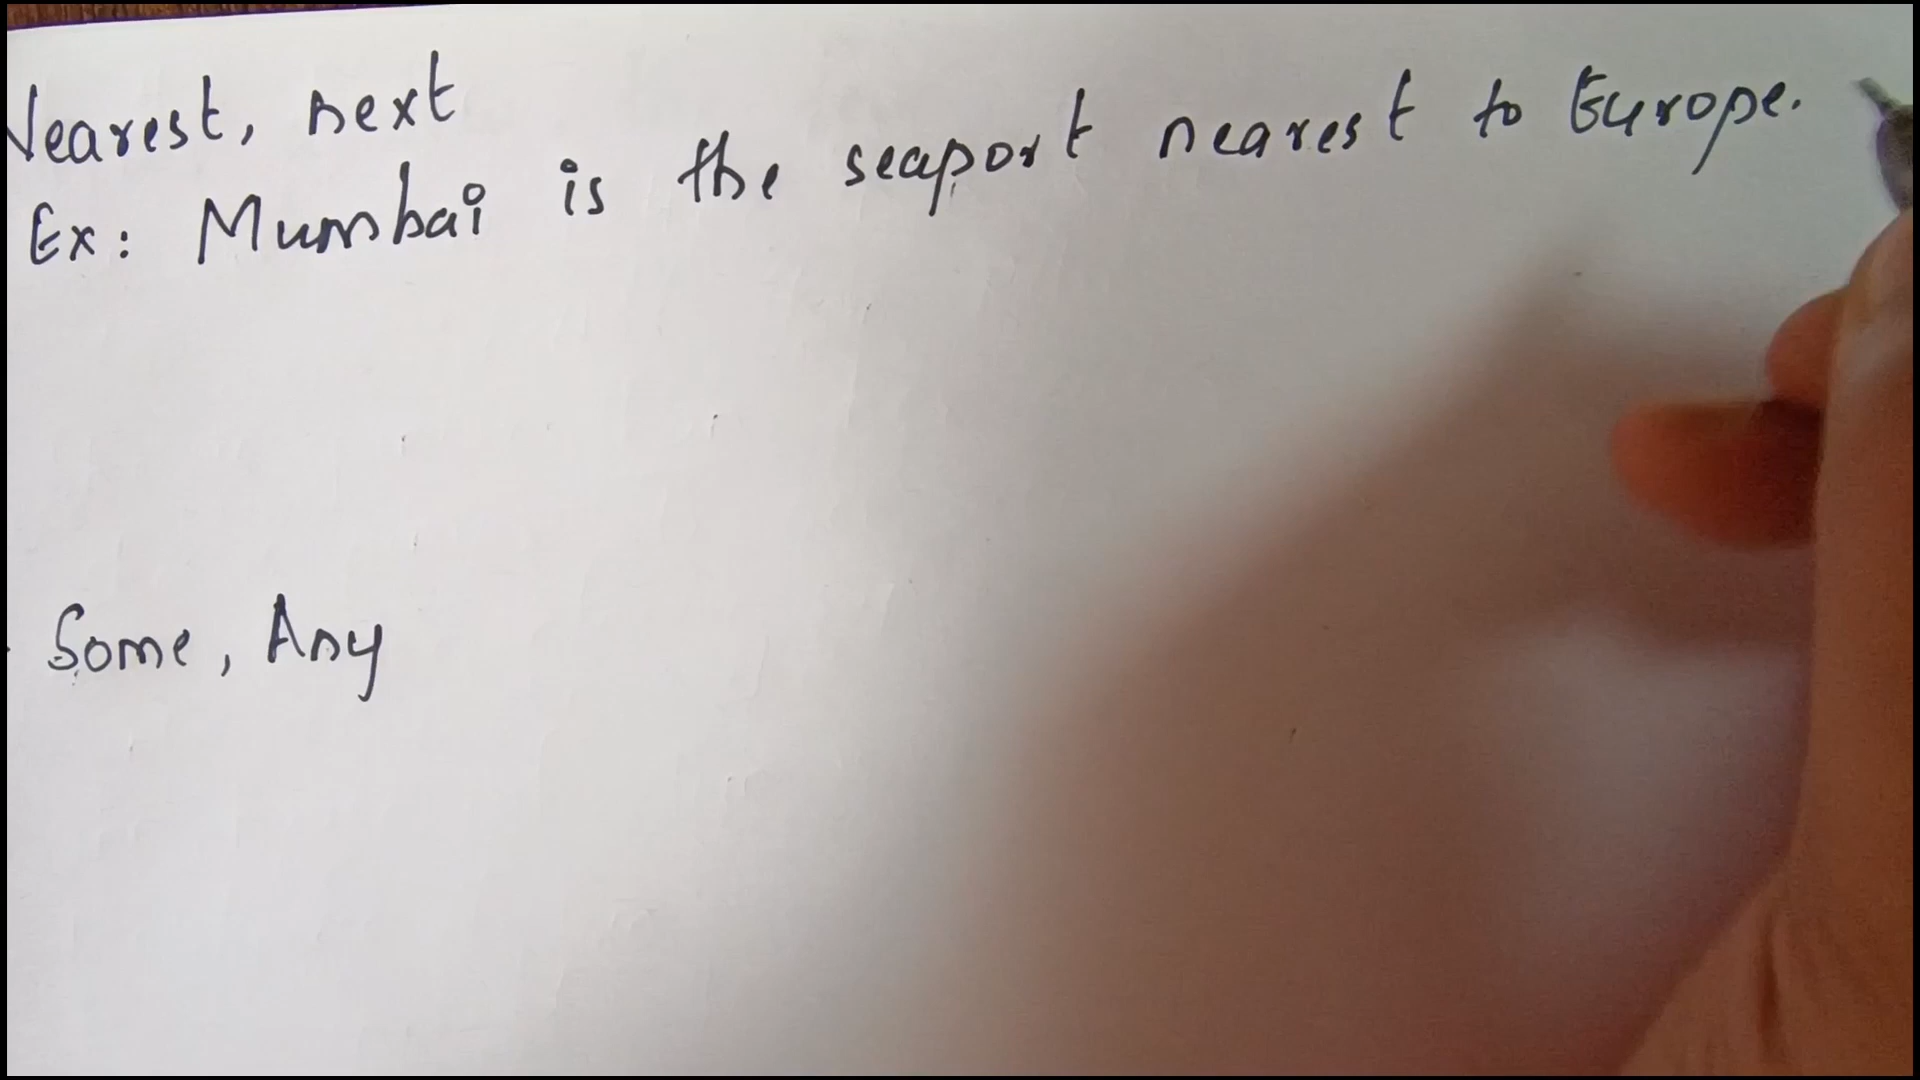 Nearest, next
Ex: Mumbai is the seaport nearest to Europe.
Some, Any